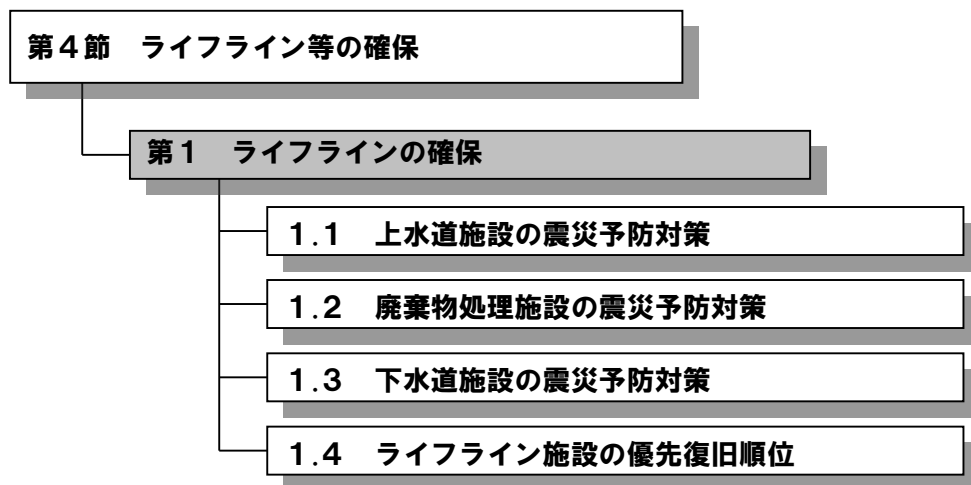 第４節　ライフライン等の確保
第１　ライフラインの確保
１.１　上水道施設の震災予防対策
１.２　廃棄物処理施設の震災予防対策
１.３　下水道施設の震災予防対策
１.４　ライフライン施設の優先復旧順位